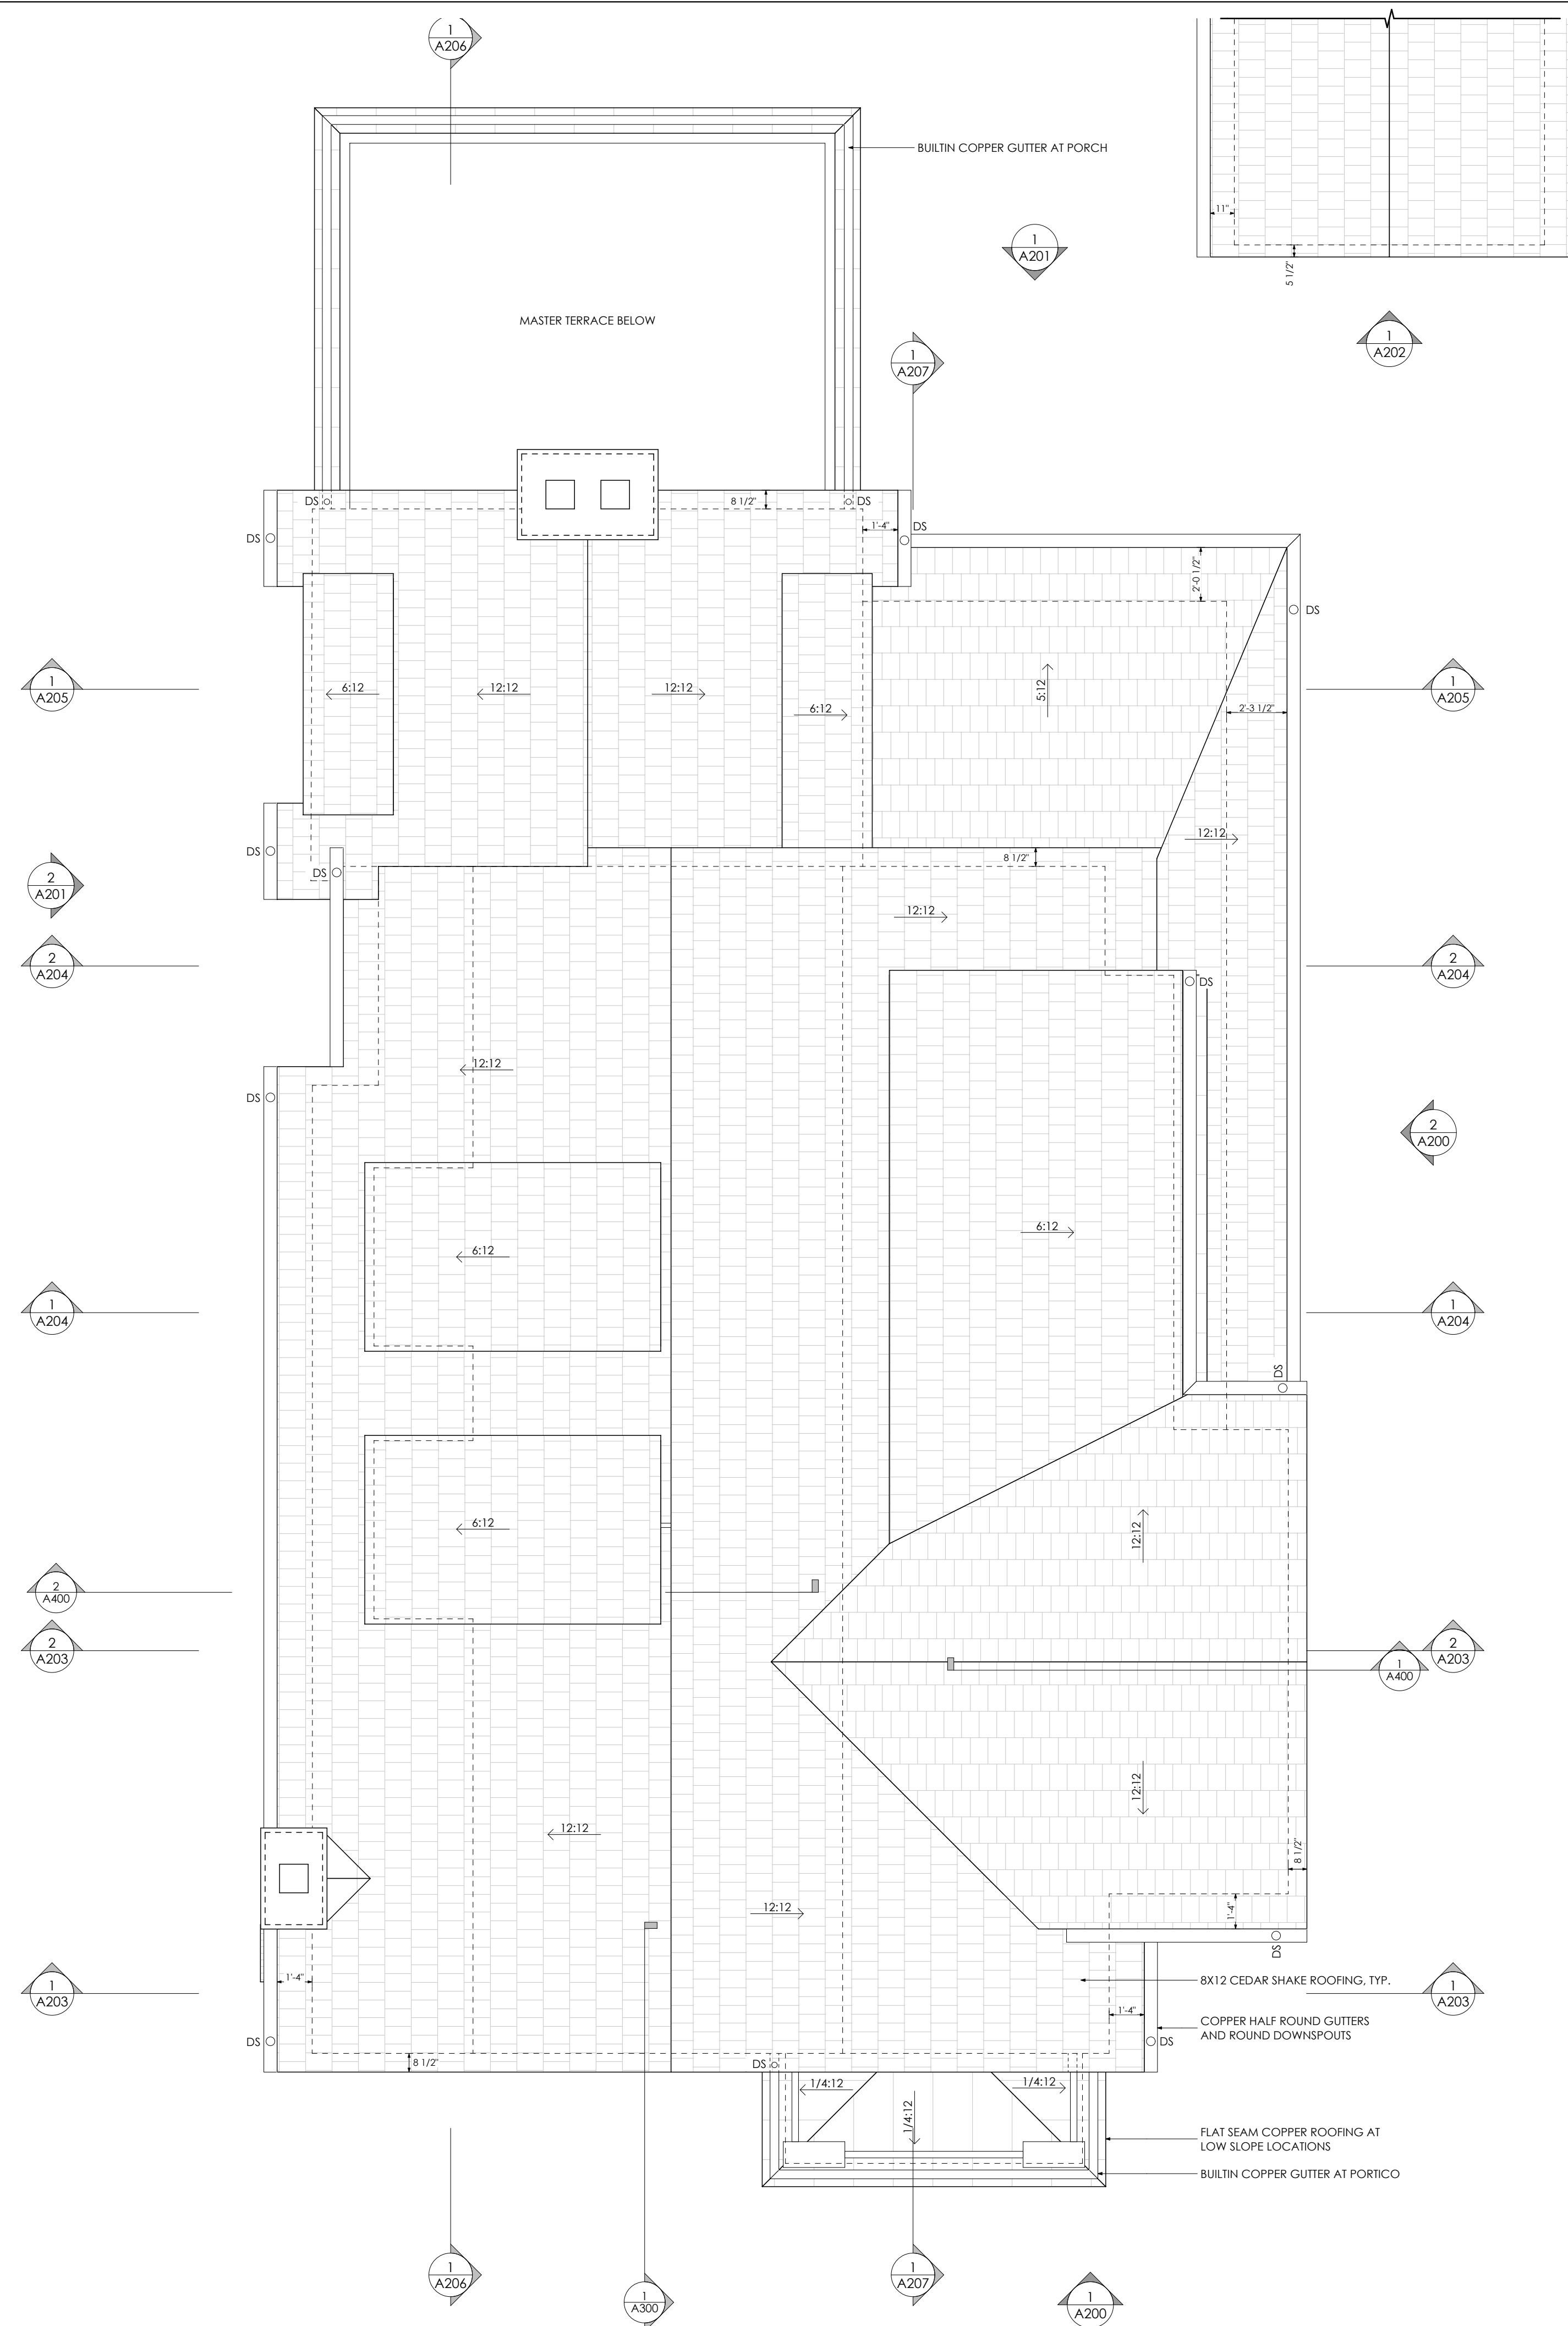 1
A206
BUILTIN COPPER GUTTER AT PORCH
11"
5 1/2"
1
A201
MASTER TERRACE BELOW
1
A202
1
A207
DS
8 1/2"
DS
DS
1'-4"
DS
2'-0 1/2"
DS
1
A205
6:12
12:12
12:12
6:12
5:12
2'-3 1/2"
1
A205
12:12
DS
8 1/2"
DS
2
A201
12:12
2
A204
DS
2
A204
12:12
DS
2
A200
6:12
6:12
1
A204
1
A204
DS
6:12
12:12
2
A400
2
A203
2
A203
1
A400
12:12
12:12
8 1/2"
12:12
1'-4"
DS
1
A203
1'-4"
8X12 CEDAR SHAKE ROOFING, TYP.
1
A203
1'-4"
COPPER HALF ROUND GUTTERS
AND ROUND DOWNSPOUTS
DS
DS
8 1/2"
DS
1/4:12
1/4:12
1/4:12
FLAT SEAM COPPER ROOFING AT
LOW SLOPE LOCATIONS
BUILTIN COPPER GUTTER AT PORTICO
1
A206
1
A300
1
A207
1
A200